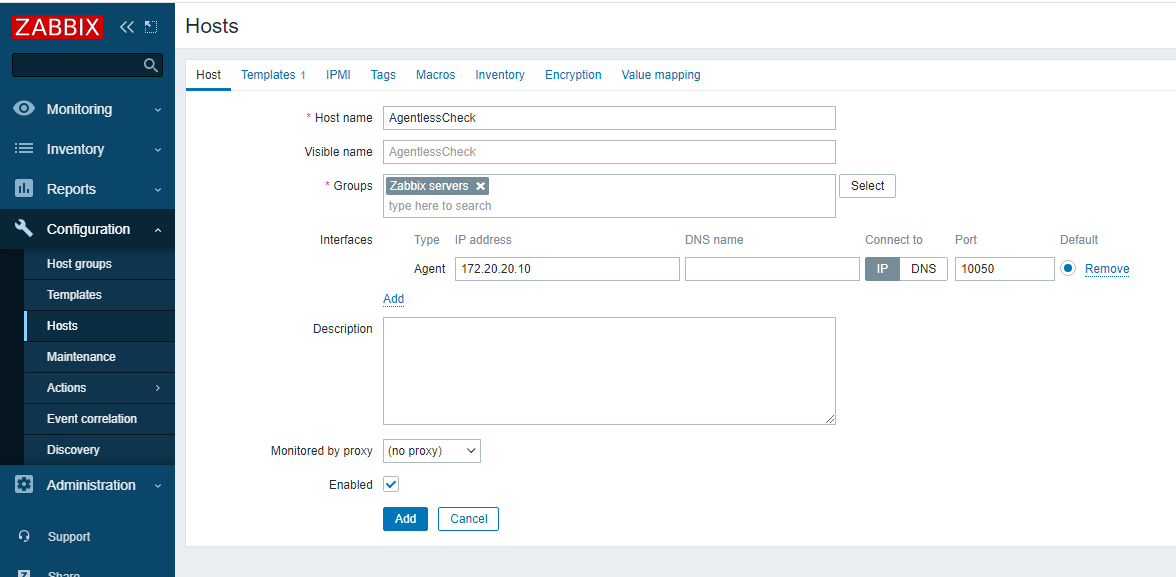 ZABBIX
Monitoring
Inventory
Reports
Configuration
Host groups
Templates
Hosts
Maintenance
Actions
Event correlation
Discovery
Administration
Support
Share
Hosts
Host Templates 1 IPMI Tags Macros Inventory Encryption Value mapping
* Host name AgentlessCheck
Visible name AgentlessCheck
* Groups Zabbix servers Select
type here to search
Interfaces Type IP address DNS name Connect to Port Default
Agent 172.20.20.10 IP DNS 10050 Remove
Add
Description
Monitored by proxy (no proxy)
Enabled
Add Cancel